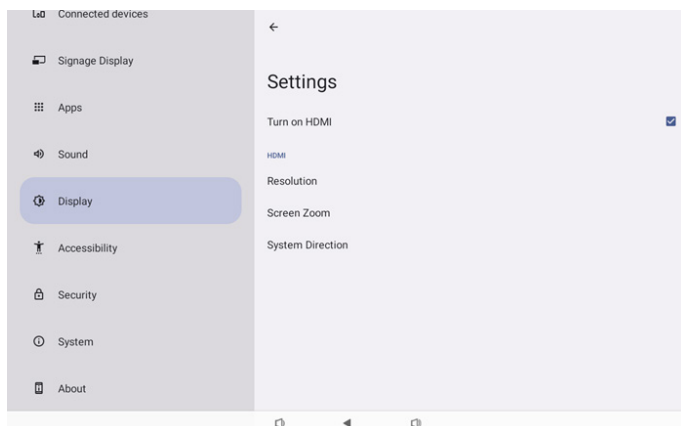 Connected devices
Signage Display
Apps
Sound
Display
Accessibility
Security
System
About
Settings
Turn on HDMI
HDMI
Resolution
Screen Zoom
System Direction